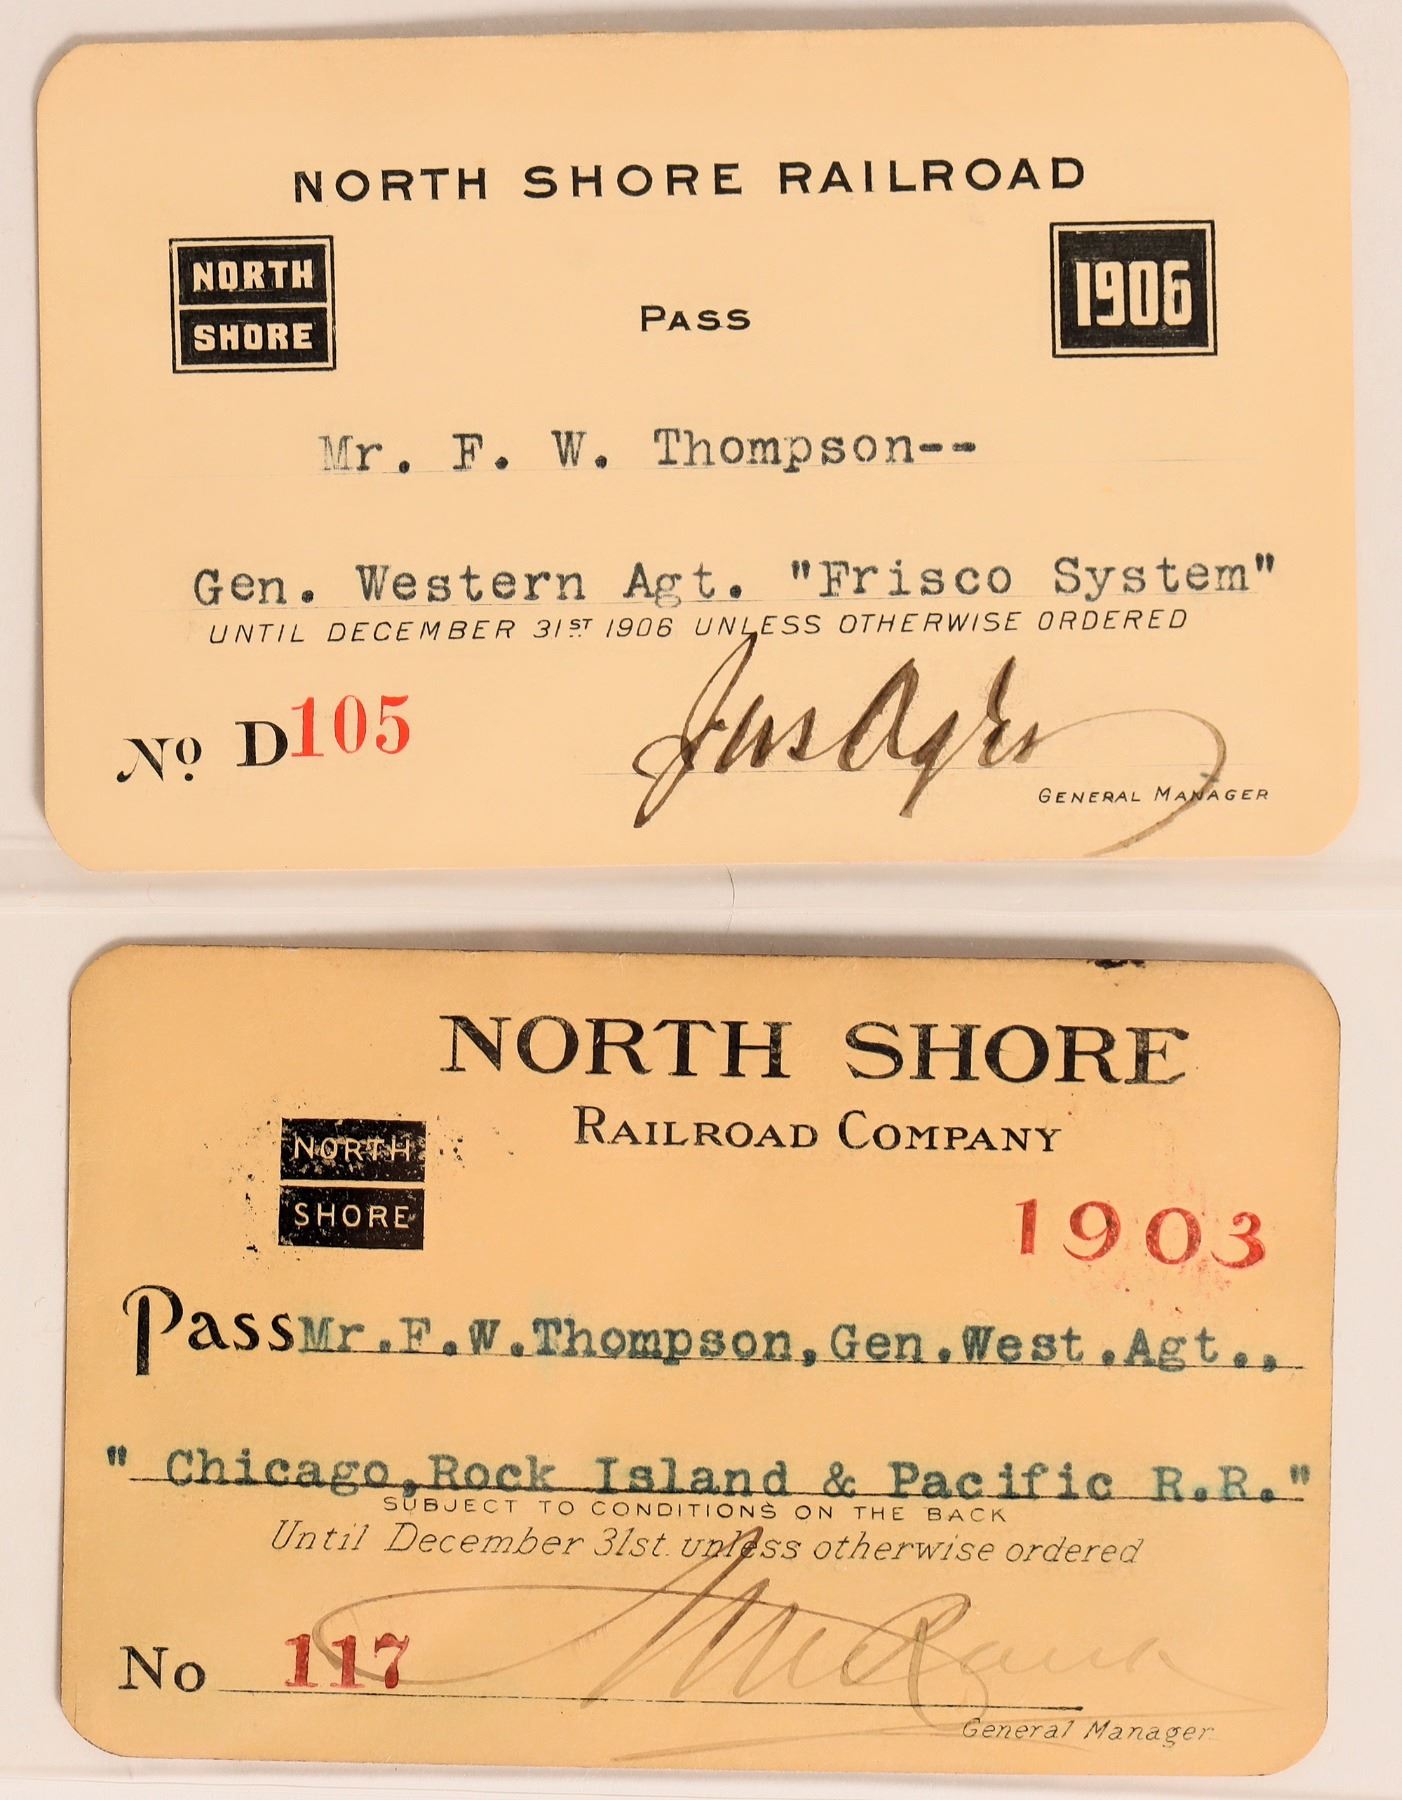 NORTH SHORE RAILROAD
NORTH
SHORE
PASS
1906
Mr. F. W. Thompson--
Gen. Western Agt. "Frisco System"
UNTIL DECEMBER 31ST 1906 UNLESS OTHERWISE ORDERED
No. D105
GENERAL MANAGER
NORTH SHORE
RAILROAD COMPANY
NORTH
SHORE
1903
Pass Mr.F.W.Thompson,Gen.West.Agt.,
" Chicago,Rock Island & Pacific R.R."
SUBJECT TO CONDITIONS ON THE BACK
Until December 31st. unless otherwise ordered
No 117
General Manager